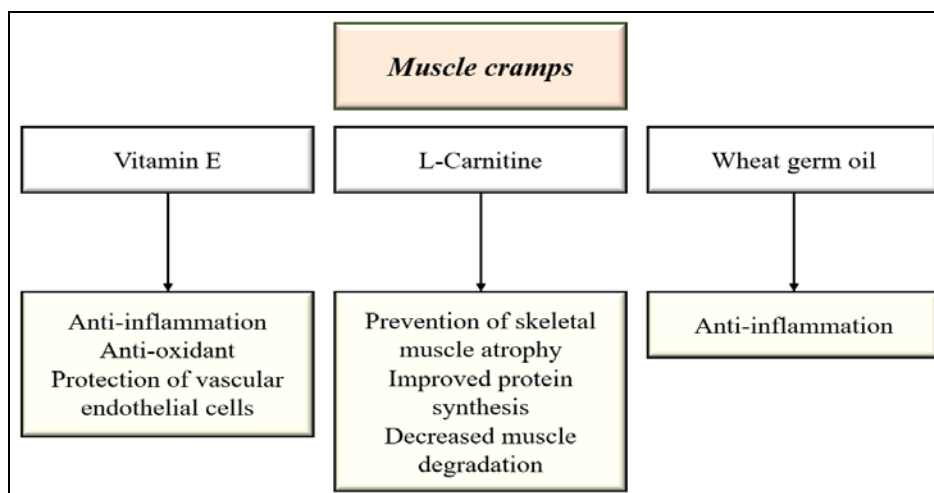 Muscle cramps
Vitamin E
L-Carnitine
Wheat germ oil
Anti-inflammation
Anti-oxidant
Protection of vascular
endothelial cells
Prevention of skeletal
muscle atrophy
Improved protein
synthesis
Decreased muscle
degradation
Anti-inflammation